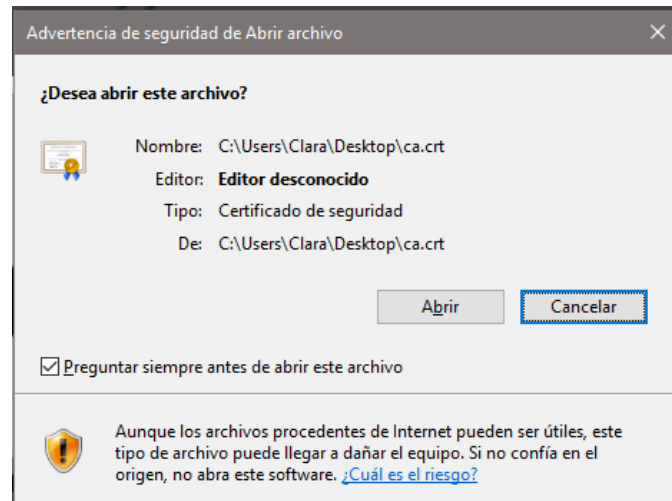 Advertencia de seguridad de Abrir archivo
¿Desea abrir este archivo?
Nombre: C:\Users\Clara\Desktop\ca.crt
Editor: Editor desconocido
Tipo: Certificado de seguridad
De: C:\Users\Clara\Desktop\ca.crt
Abrir Cancelar
Preguntar siempre antes de abrir este archivo
Aunque los archivos procedentes de Internet pueden ser útiles, este
tipo de archivo puede llegar a dañar el equipo. Si no confía en el
origen, no abra este software. ¿Cuál es el riesgo?